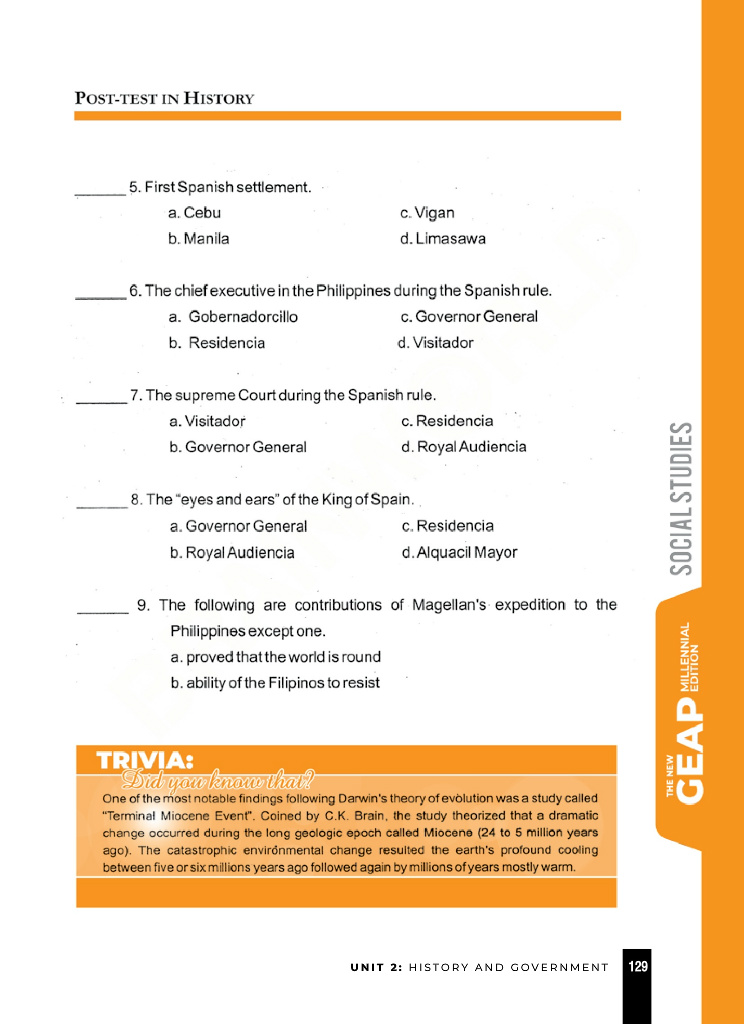 POST-TEST IN HISTORY
______ 5. First Spanish settlement.
a. Cebu
c. Vigan
b. Manila
d. Limasawa
______ 6. The chief executive in the Philippines during the Spanish rule.
a. Gobernadorcillo
c. Governor General
b. Residencia
d. Visitador
______ 7. The supreme Court during the Spanish rule.
a. Visitador
c. Residencia
b. Governor General
d. Royal Audiencia
______ 8. The "eyes and ears" of the King of Spain.
a. Governor General
c. Residencia
b. Royal Audiencia
d. Alquacil Mayor
______ 9. The following are contributions of Magellan's expedition to the
Philippines except one.
a. proved that the world is round
b. ability of the Filipinos to resist
TRIVIA:
Did you know that?
One of the most notable findings following Darwin's theory of evolution was a study called
"Terminal Miocene Event". Coined by C.K. Brain, the study theorized that a dramatic
change occurred during the long geologic epoch called Miocene (24 to 5 million years
ago). The catastrophic environmental change resulted the earth's profound cooling
between five or six millions years ago followed again by millions of years mostly warm.
SOCIAL STUDIES
THE NEW
GEAP
MILLENNIAL
EDITION
UNIT 2: HISTORY AND GOVERNMENT
129